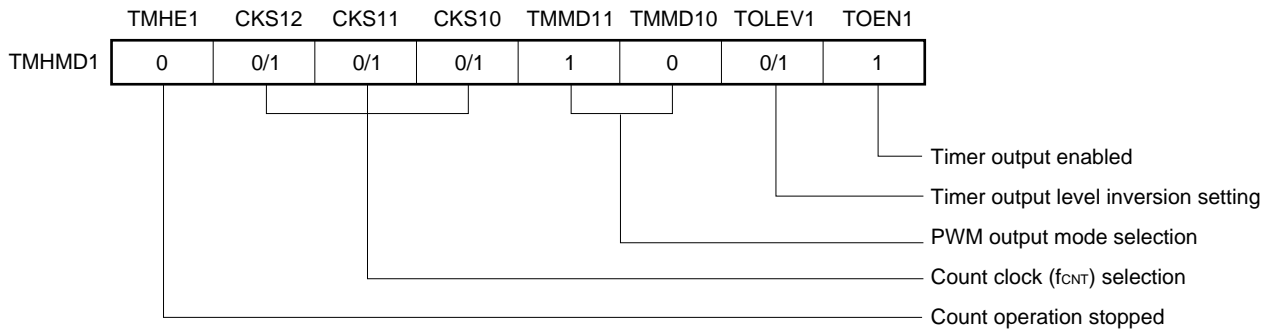 TMHE1 CKS12 CKS11 CKS10 TMMD11 TMMD10 TOLEV1 TOEN1
TMHMD1 0 0/1 0/1 0/1 1 0 0/1 1
Timer output enabled
Timer output level inversion setting
PWM output mode selection
Count clock (fCNT) selection
Count operation stopped